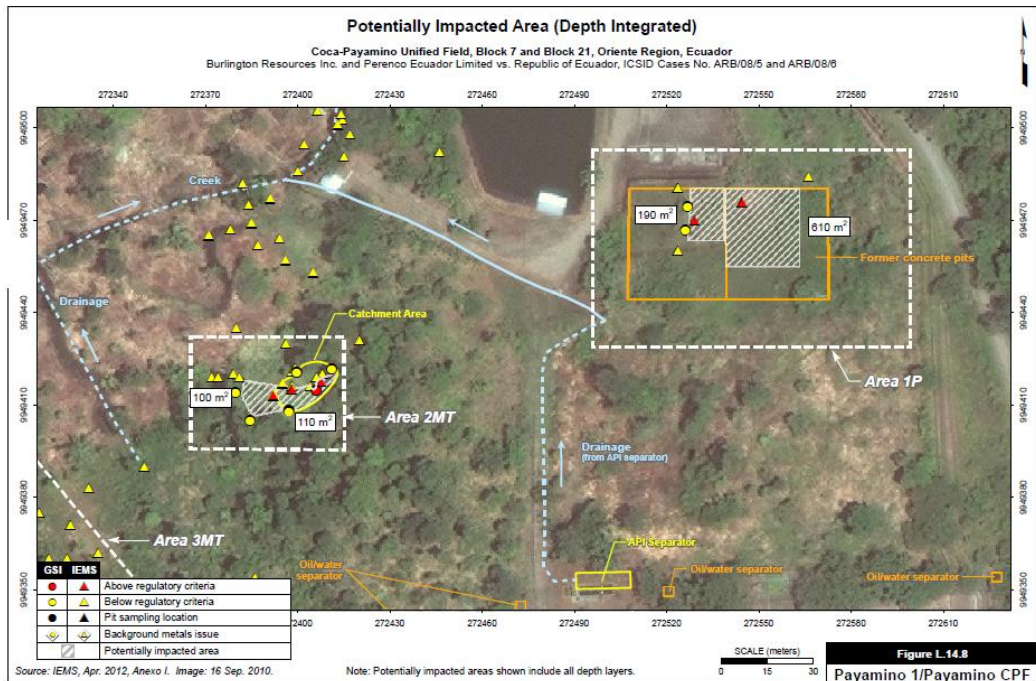 Potentially Impacted Area (Depth Integrated)
Coca-Payamino Unified Field, Block 7 and Block 21, Oriente Region, Ecuador
Burlington Resources Inc. and Perenco Ecuador Limited vs. Republic of Ecuador, ICSID Cases No. ARB/08/5 and ARB/08/6
272340 272370 272400 272430 272460 272490 272520 272550 272580 272610
9949500 9949500
Creek
9949470 9949470
190 m²
610 m²
Former concrete pits
Drainage
9949440 9949440
Catchment Area
Area 1P
100 m²
9949410 9949410
110 m²
Area 2MT
Drainage
(from API separator)
9949380 9949380
Area 3MT
API Separator
Oil/water
separator
Oil/water separator
Oil/water separator
9949350 9949350
GSI IEMS
Above regulatory criteria
Below regulatory criteria
Pit sampling location
Background metals issue
Potentially impacted area
272400 272430 272460 272490 272520 272550 272580 272610
Source: IEMS, Apr. 2012, Anexo I. Image: 16 Sep. 2010.
Note: Potentially impacted areas shown include all depth layers.
SCALE (meters)
0 15 30
Figure L.14.8
Payamino 1/Payamino CPF